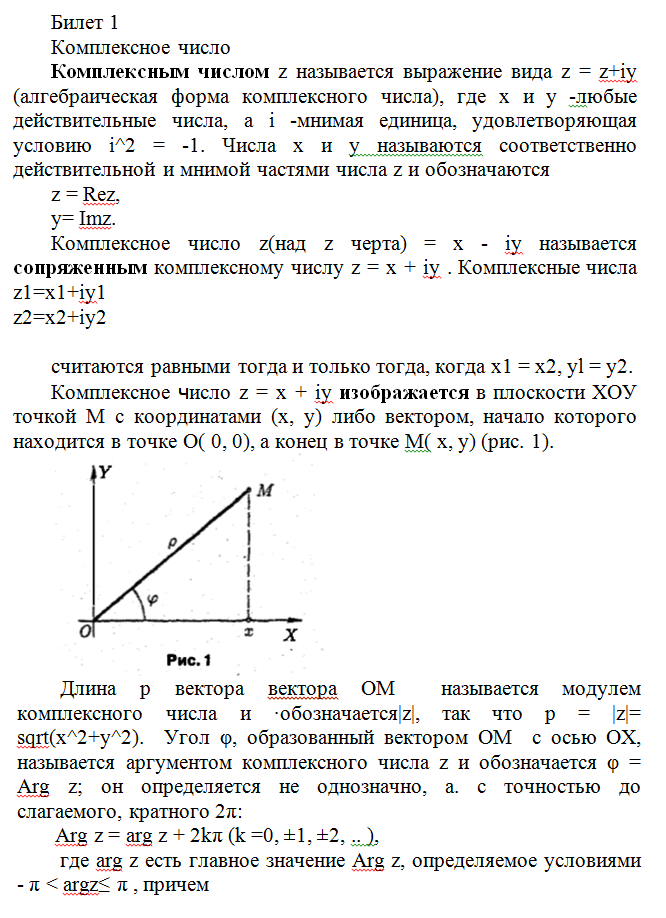 Билет 1
Комплексное число
Комплексным числом z называется выражение вида z = z+iy
(алгебраическая форма комплексного числа), где x и y -любые
действительные числа, а i -мнимая единица, удовлетворяющая
условию i^2 = -1. Числа x и y называются соответственно
действительной и мнимой частями числа z и обозначаются
z = Rez,
y= Imz.
Комплексное число z(над z черта) = x - iy называется
сопряженным комплексному числу z = x + iy . Комплексные числа
z1=x1+iy1
z2=x2+iy2
считаются равными тогда и только тогда, когда x1 = x2, yl = y2.
Комплексное число z = x + iy изображается в плоскости ХОУ
точкой М с координатами (x, y) либо вектором, начало которого
находится в точке О( 0, 0), а конец в точке М( x, y) (рис. 1).
Y
M
ρ
φ
O
x
X
Рис. 1
Длина p вектора вектора ОМ называется модулем
комплексного числа и ·обозначается|z|, так что p = |z|=
sqrt(x^2+y^2). Угол φ, образованный вектором ОМ с осью ОХ,
называется аргументом комплексного числа z и обозначается φ =
Arg z; он определяется не однозначно, а. с точностью до
слагаемого, кратного 2π:
Arg z = arg z + 2kπ (k =0, ±1, ±2, .. ),
где arg z есть главное значение Arg z, определяемое условиями
- π < argz≤ π , причем